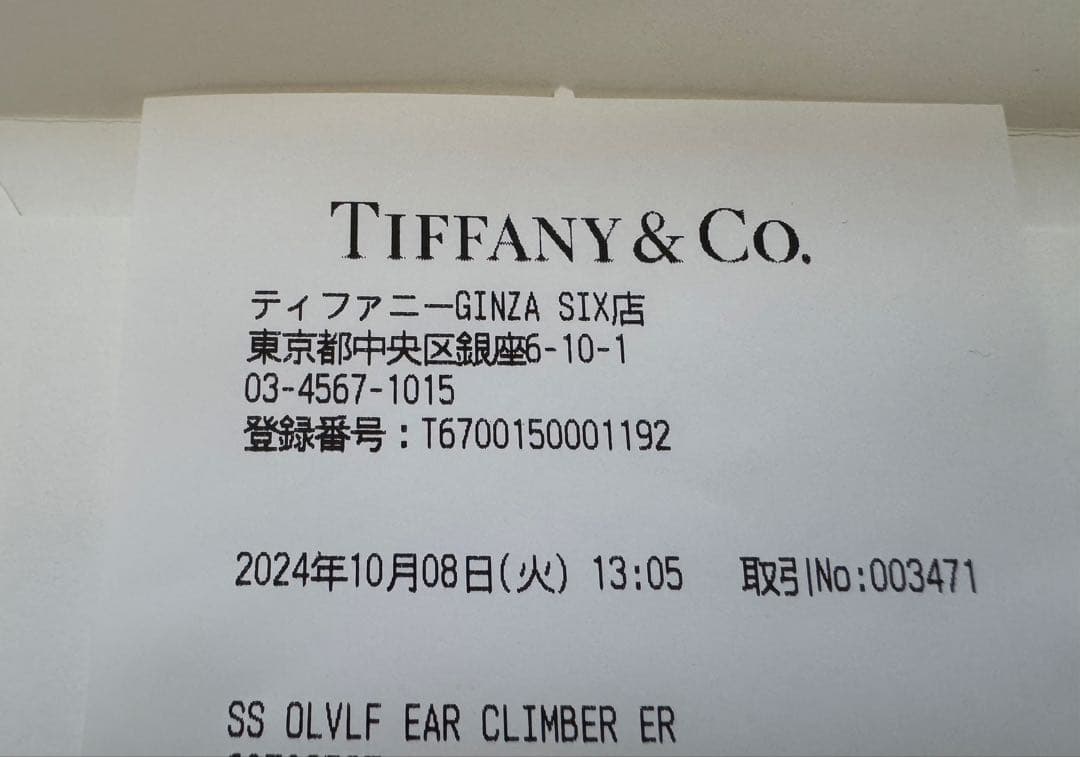 TIFFANY & CO.
ティファニーGINZA SIX店
東京都中央区銀座6-10-1
03-4567-1015
登録番号：T6700150001192
2024年10月08日(火) 13:05 取引No:003471
SS OLVLF EAR CLIMBER ER